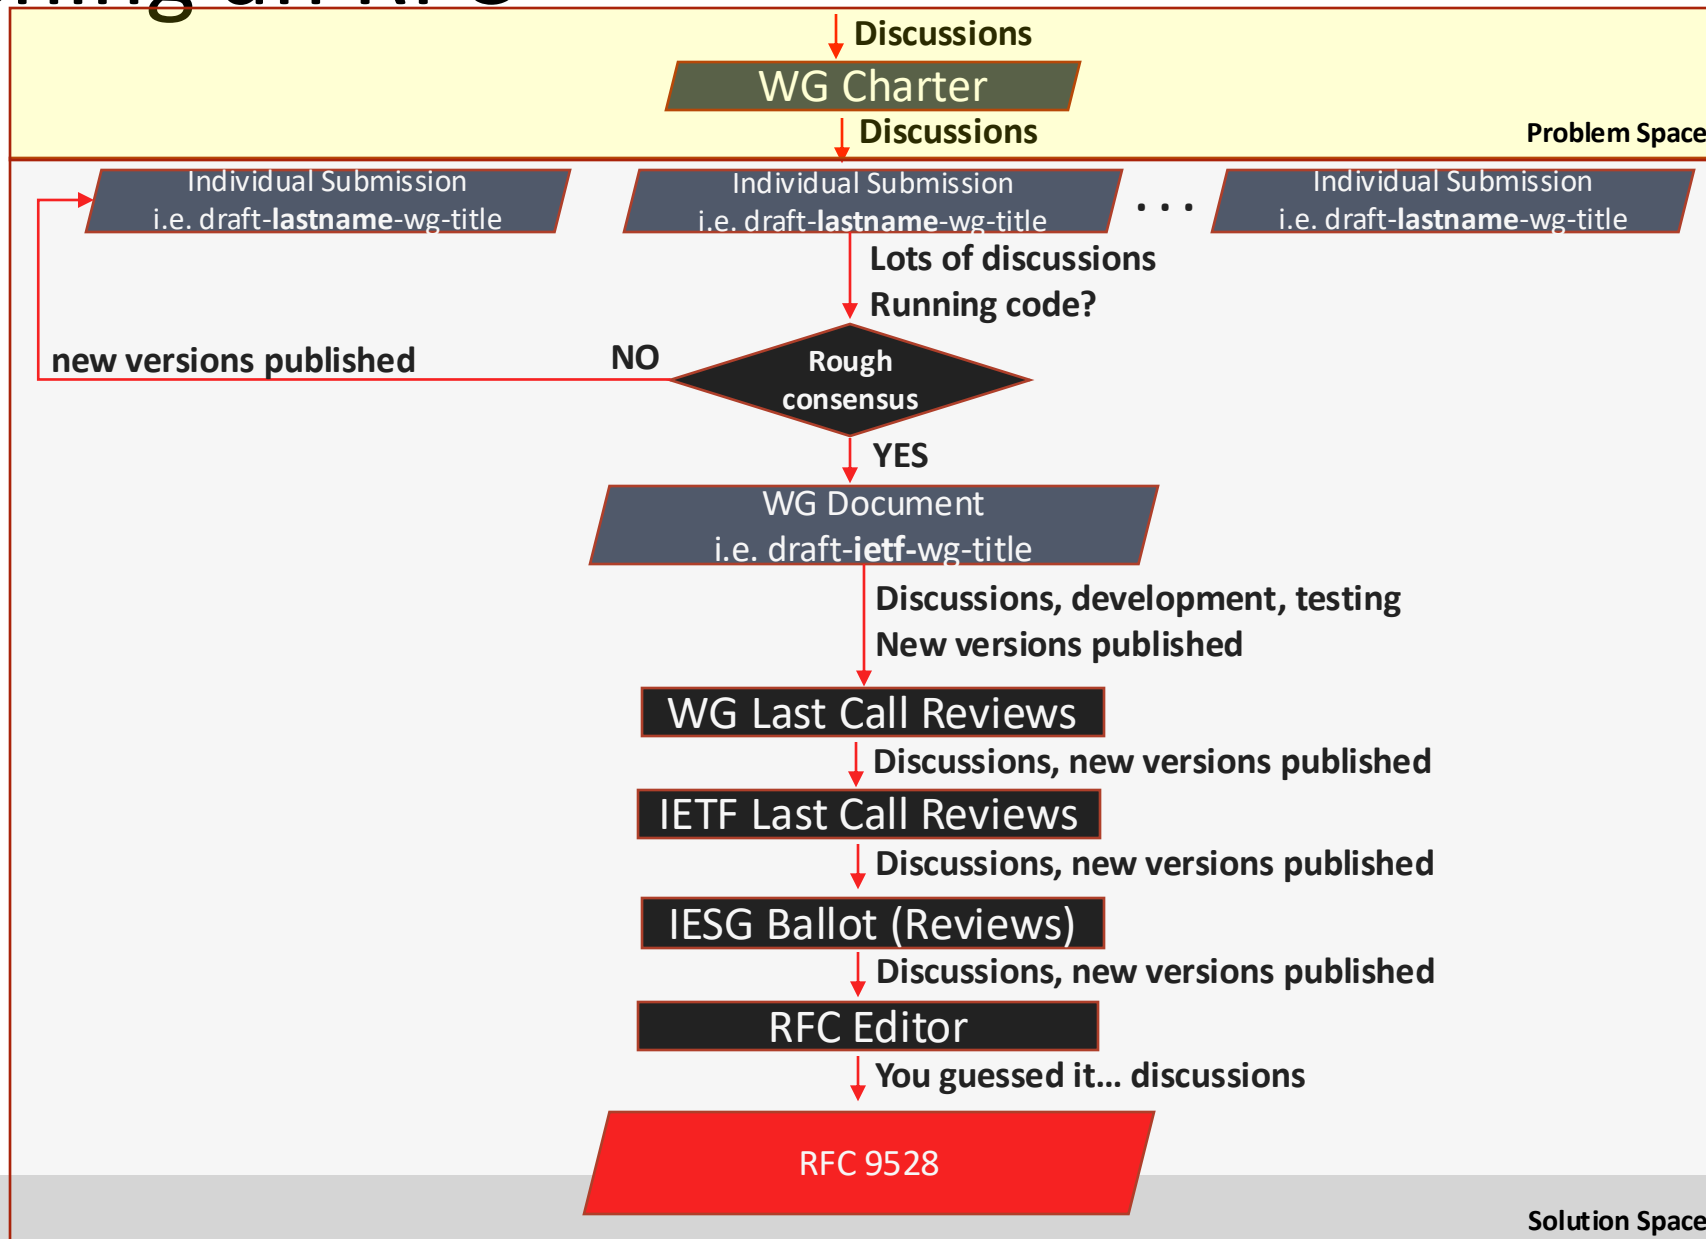 an RFC
Discussions
WG Charter
Discussions
Problem Space
Individual Submission
i.e. draft-lastname-wg-title
Individual Submission
i.e. draft-lastname-wg-title
. . .
Individual Submission
i.e. draft-lastname-wg-title
Lots of discussions
Running code?
new versions published
NO
Rough
consensus
YES
WG Document
i.e. draft-ietf-wg-title
Discussions, development, testing
New versions published
WG Last Call Reviews
Discussions, new versions published
IETF Last Call Reviews
Discussions, new versions published
IESG Ballot (Reviews)
Discussions, new versions published
RFC Editor
You guessed it... discussions
RFC 9528
Solution Space